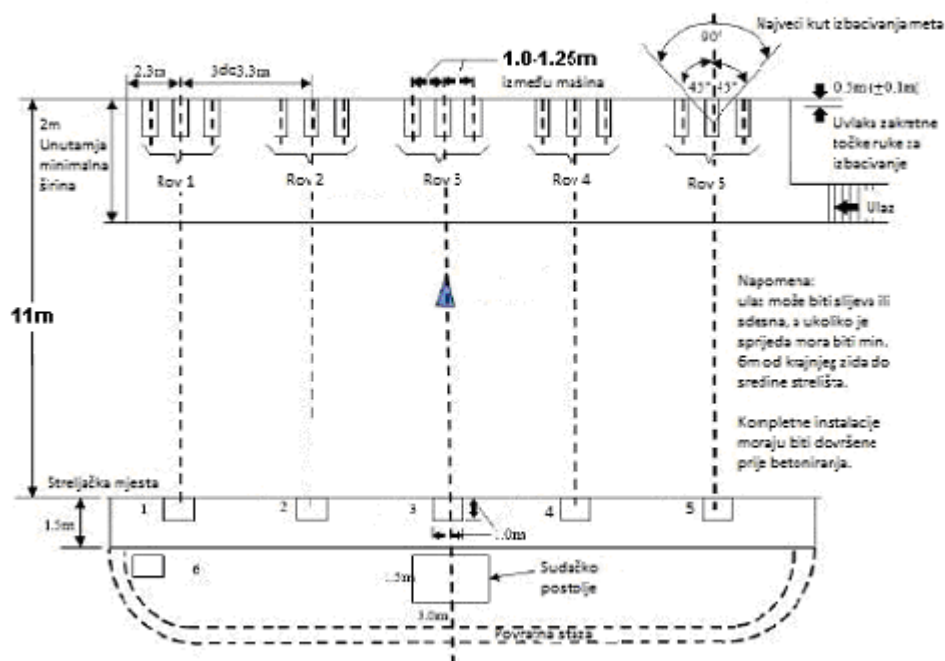 Najveci kut izbacivanja meta
90°
1.0-1.25m
između mašina
2.3m
3do3.3m
45° 45°
0.5m (±0.1m)
2m
Unutarnja
minimalna
širina
Uvlaka zakretne
točke ruke za
izbacivanje
Rov 1
Rov 2
Rov 3
Rov 4
Rov 5
Ulaz
11m
Napomena:
ulaz može biti slijeva ili
sdesna, a ukoliko je
sprijeda mora biti min.
6m od krajnjeg zida do
sredine strelišta.
Kompletne instalacije
moraju biti dovršene
prije betoniranja.
Streljačka mjesta
1
2
3
4
5
1.5m
1.0m
6
1.5m
Sudačko
postolje
3.0m
Povratna staza